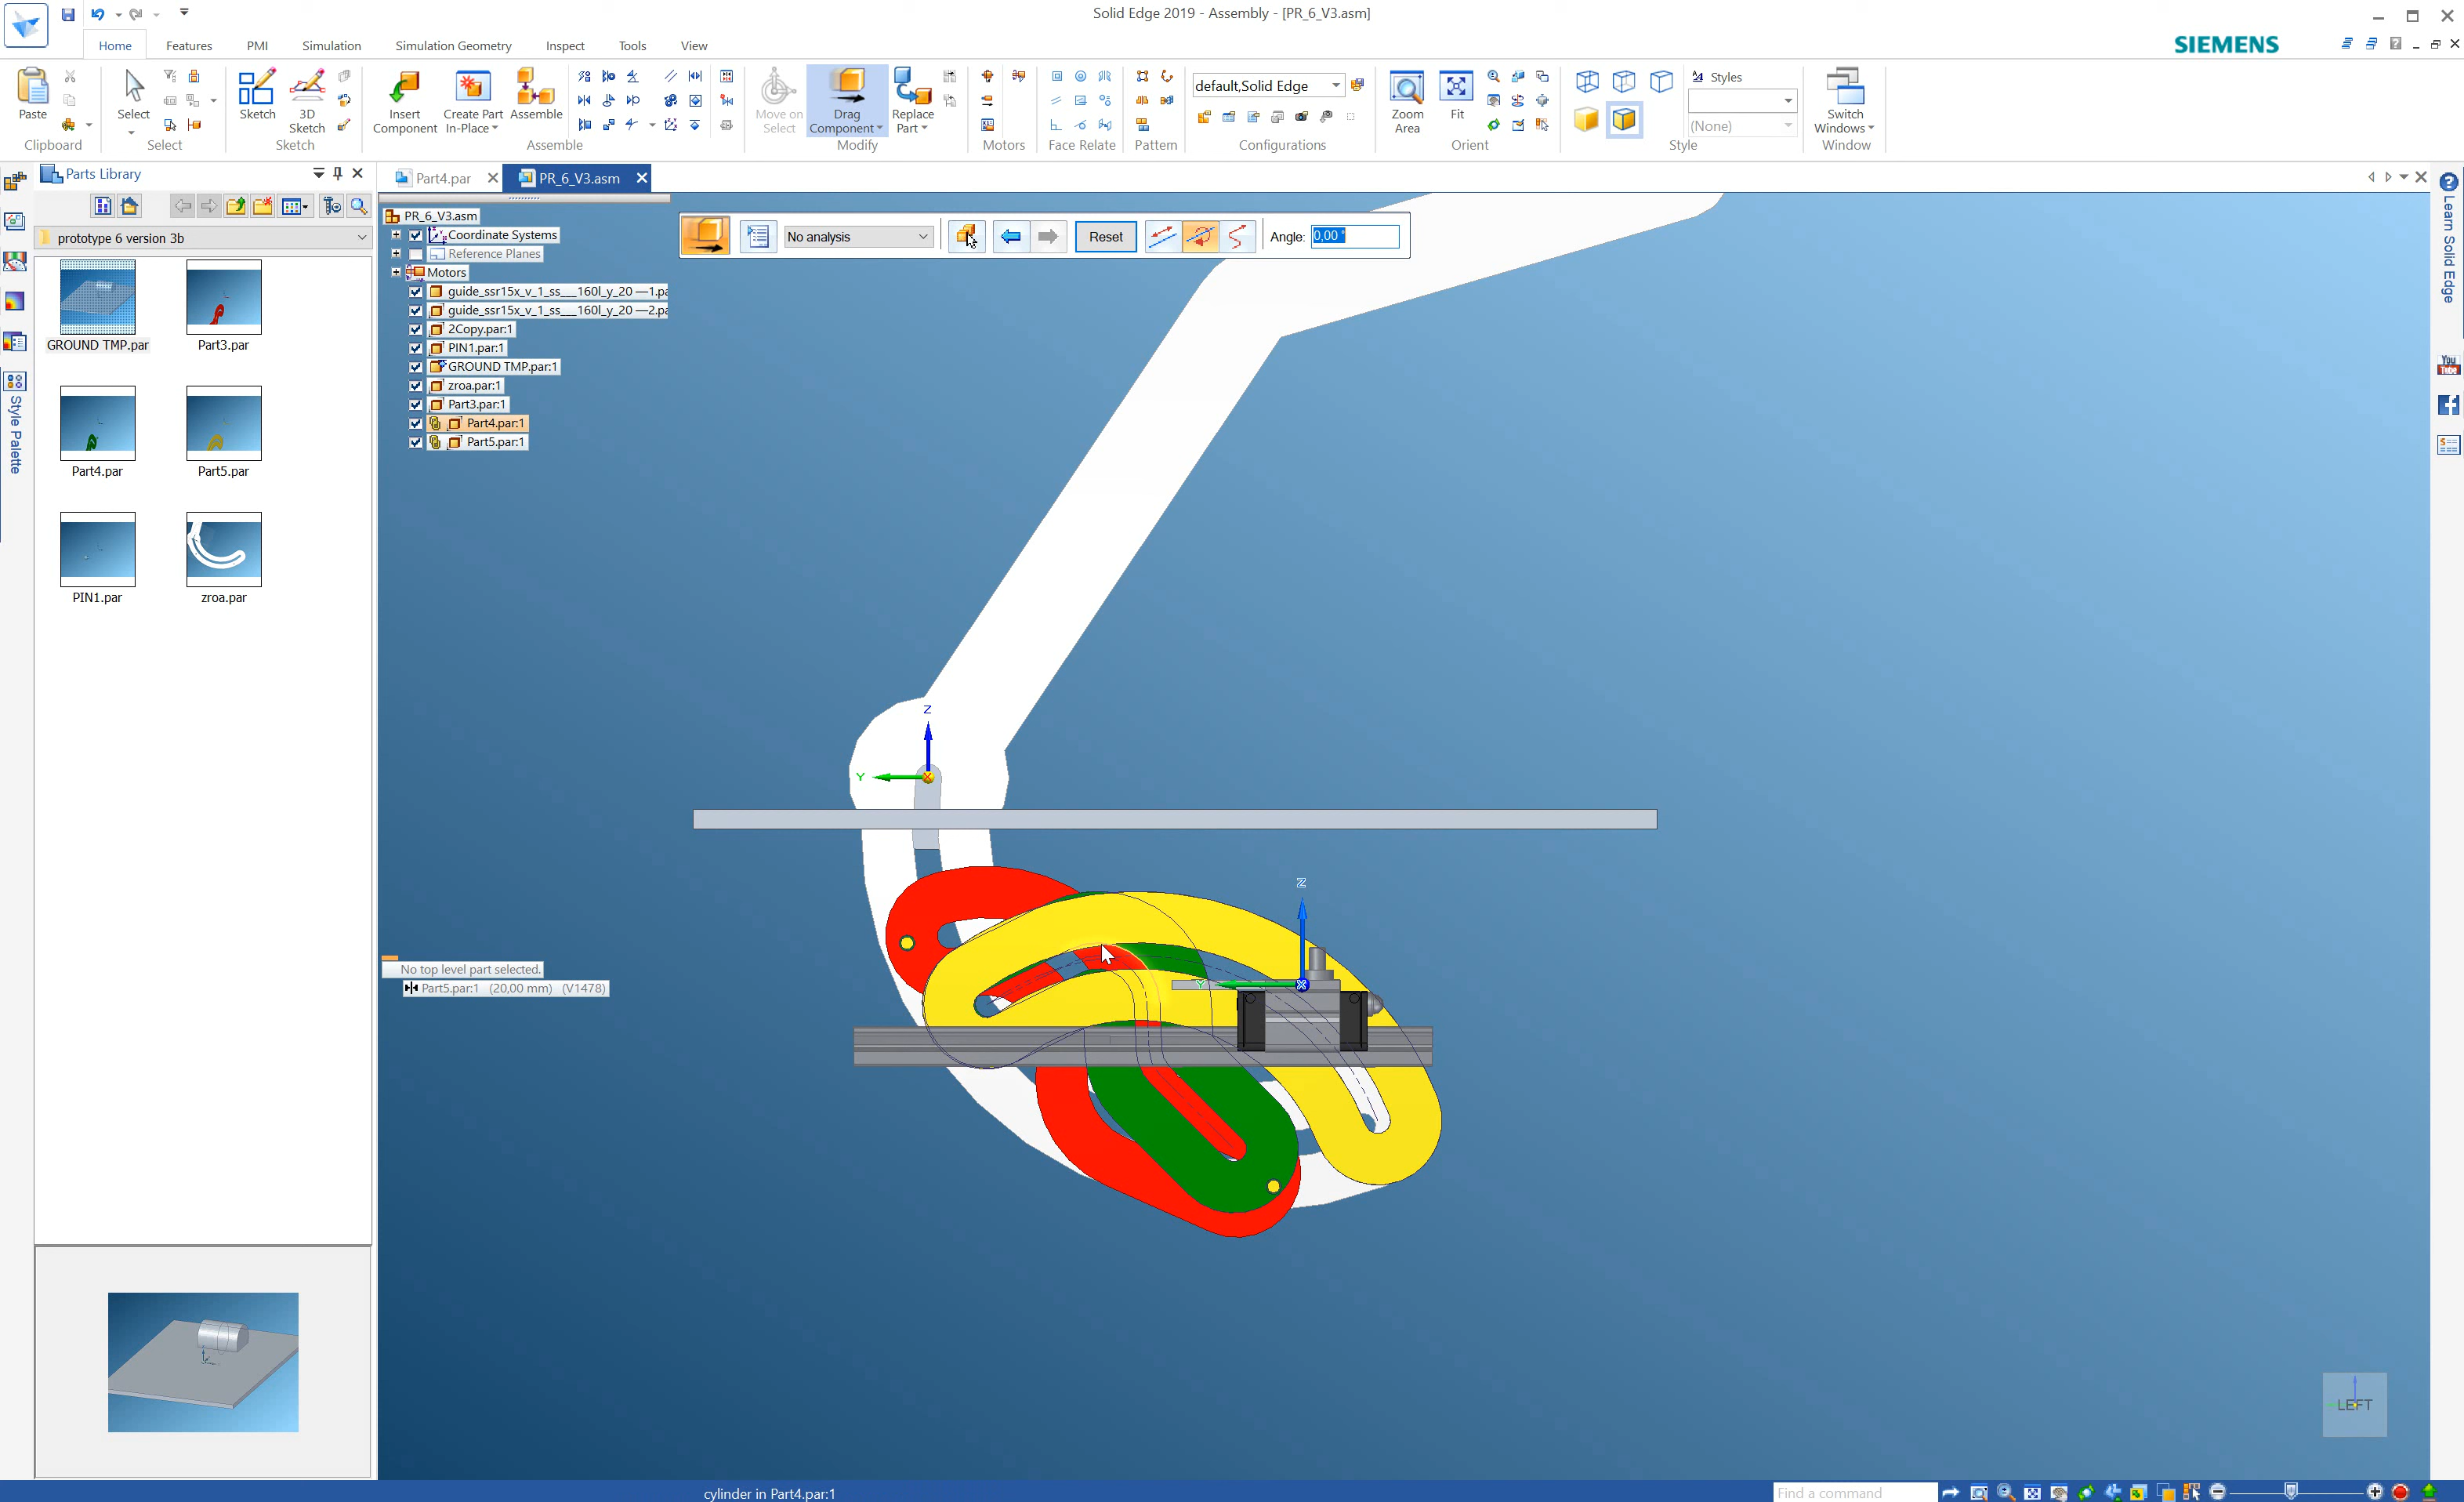 Solid Edge 2019 - Assembly - [PR_6_V3.asm]
Home Features PMI Simulation Simulation Geometry Inspect Tools View
SIEMENS
Paste
Select
Sketch
3D Sketch
Insert Component
Create Part In-Place
Assemble
Move on Select
Drag Component
Replace Part
default,Solid Edge
Zoom Area
Fit
Styles
(None)
Switch Windows
Clipboard Select Sketch Assemble Modify Motors Face Relate Pattern Configurations Orient Style Window
Parts Library
Part4.par
PR_6_V3.asm
prototype 6 version 3b
GROUND TMP.par
Part3.par
Part4.par
Part5.par
PIN1.par
zroa.par
Style Palette
PR_6_V3.asm
Coordinate Systems
Reference Planes
Motors
guide_ssr15x_v_1_ss___160l_y_20 —1.pa
guide_ssr15x_v_1_ss___160l_y_20 —2.pa
2Copy.par:1
PIN1.par:1
GROUND TMP.par:1
zroa.par:1
Part3.par:1
Part4.par:1
Part5.par:1
No analysis
Reset
Angle: 0,00 °
Z
Y
Z
Y
X
No top level part selected.
Part5.par:1 (20,00 mm) (V1478)
LEFT
Learn Solid Edge
You
Tube
cylinder in Part4.par:1
Find a command